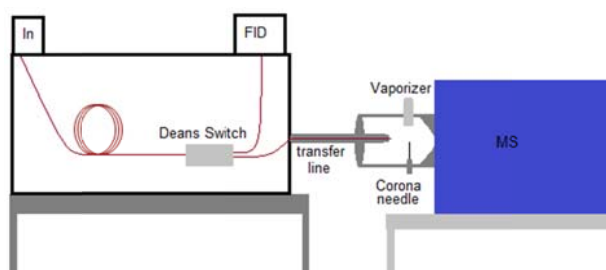 In
FID
Deans Switch
transfer
line
Vaporizer
Corona
needle
MS